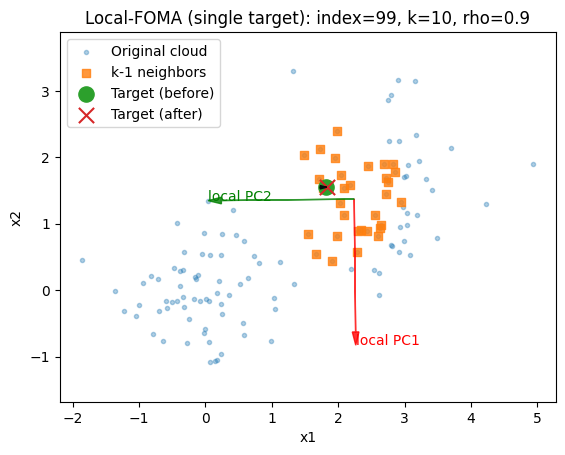 Local-FOMA (single target): index=99, k=10, rho=0.9
Original cloud
k-1 neighbors
Target (before)
Target (after)
local PC2
local PC1
3
2
1
0
−1
x2
−2
−1
0
1
2
3
4
5
x1